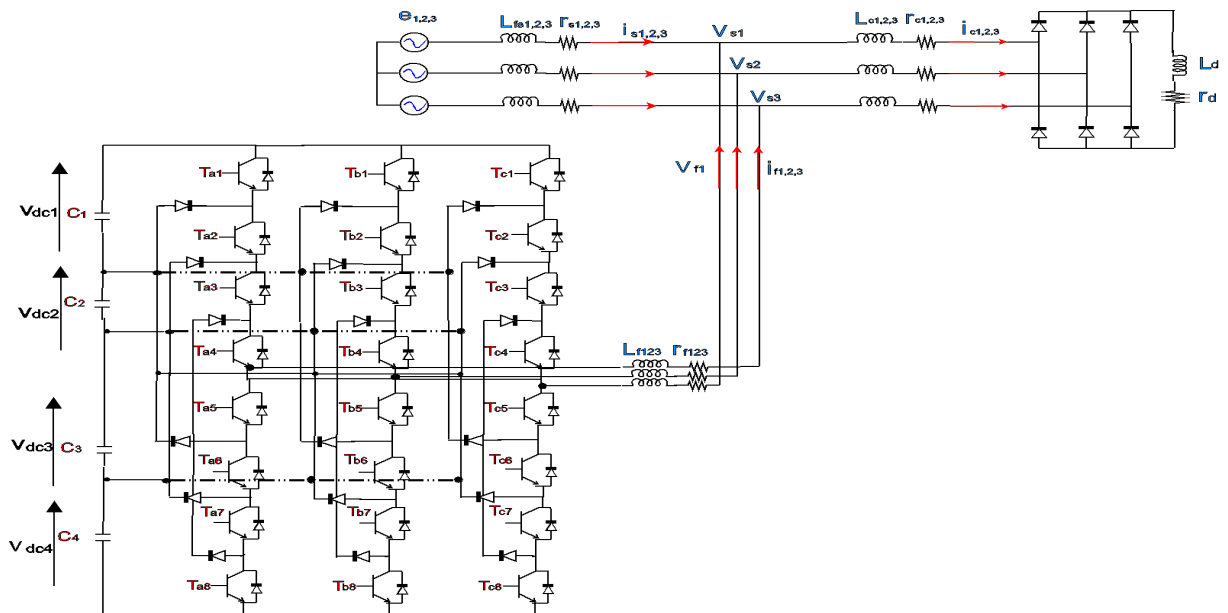 e1,2,3
Lfs1,2,3 rs1,2,3 is1,2,3 Vs1 Lc1,2,3 rc1,2,3 ic1,2,3
Vs2 Ld
Vs3 rd
Ta1 Tb1 Tc1 Vf1 if1,2,3
Vdc1 C1
Ta2 Tb2 Tc2
Ta3 Tb3 Tc3
Vdc2 C2
Ta4 Tb4 Tc4 Lf123 rf123
Ta5 Tb5 Tc5
Vdc3 C3
Ta6 Tb6 Tc6
Ta7 Tb7 Tc7
Vdc4 C4
Ta8 Tb8 Tc8